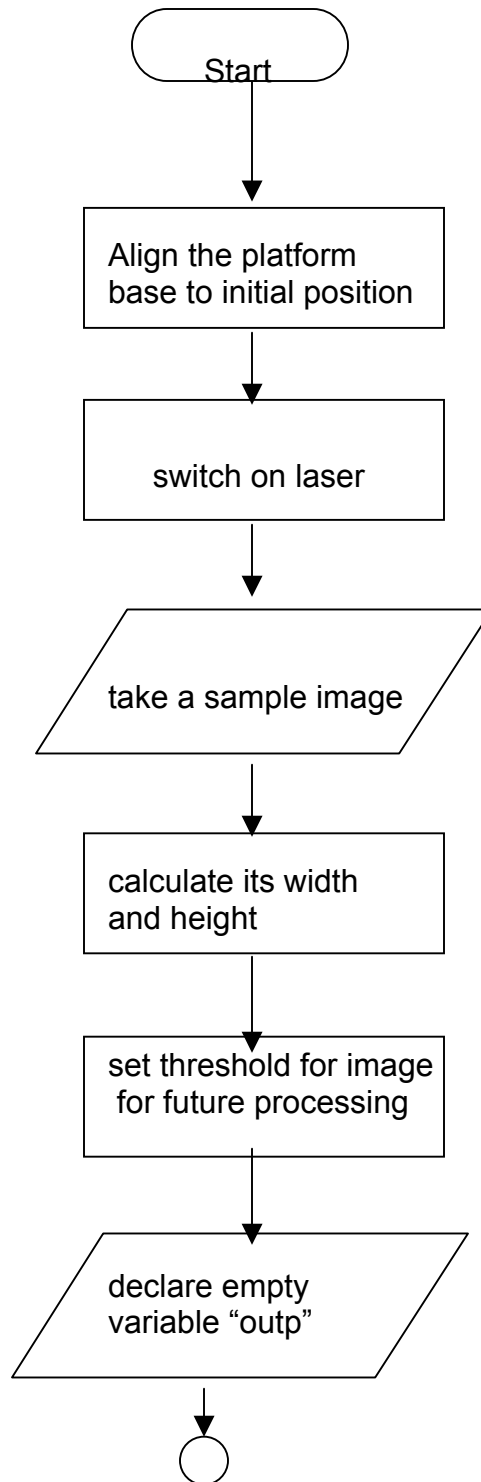 Start
Align the platform
base to initial position
switch on laser
take a sample image
calculate its width
and height
set threshold for image
for future processing
declare empty
variable “outp”